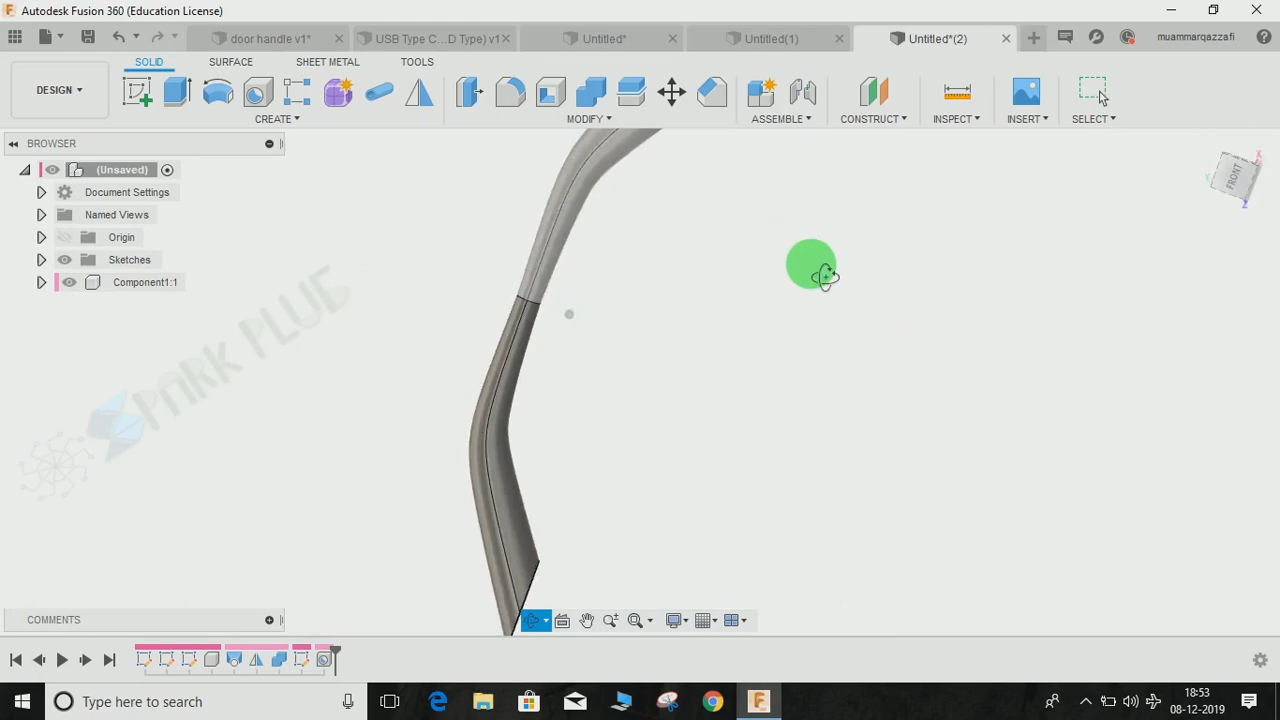 Autodesk Fusion 360 (Education License)
door handle v1*
USB Type C...D Type) v1*
Untitled*
Untitled(1)
Untitled*(2)
muammarqazzafi
SOLID
SURFACE
SHEET METAL
TOOLS
DESIGN
CREATE
MODIFY
ASSEMBLE
CONSTRUCT
INSPECT
INSERT
SELECT
BROWSER
(Unsaved)
Document Settings
Named Views
Origin
Sketches
Component1:1
FRONT
SPARK PLUE
COMMENTS
Type here to search
18:53
08-12-2019